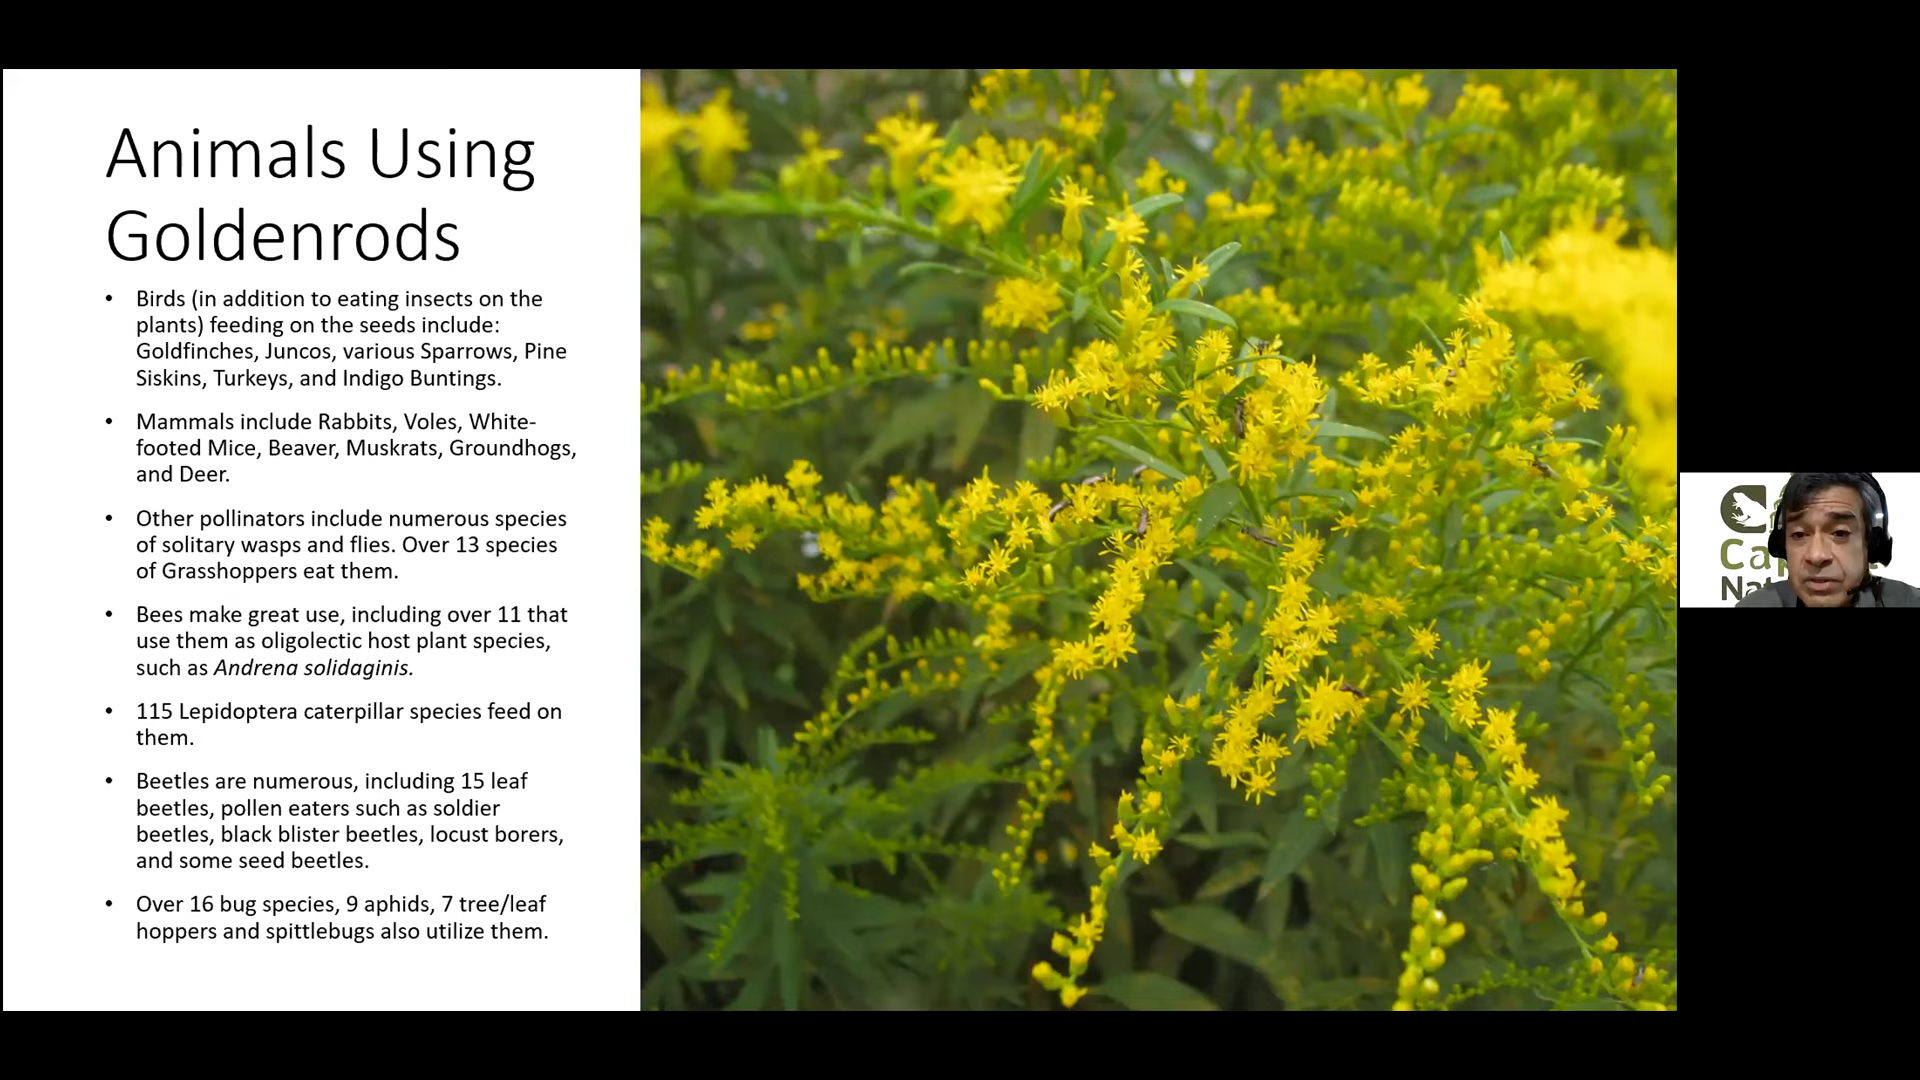 Animals Using
Goldenrods
• Birds (in addition to eating insects on the
plants) feeding on the seeds include:
Goldfinches, Juncos, various Sparrows, Pine
Siskins, Turkeys, and Indigo Buntings.
• Mammals include Rabbits, Voles, White-
footed Mice, Beaver, Muskrats, Groundhogs,
and Deer.
• Other pollinators include numerous species
of solitary wasps and flies. Over 13 species
of Grasshoppers eat them.
• Bees make great use, including over 11 that
use them as oligolectic host plant species,
such as Andrena solidaginis.
• 115 Lepidoptera caterpillar species feed on
them.
• Beetles are numerous, including 15 leaf
beetles, pollen eaters such as soldier
beetles, black blister beetles, locust borers,
and some seed beetles.
• Over 16 bug species, 9 aphids, 7 tree/leaf
hoppers and spittlebugs also utilize them.